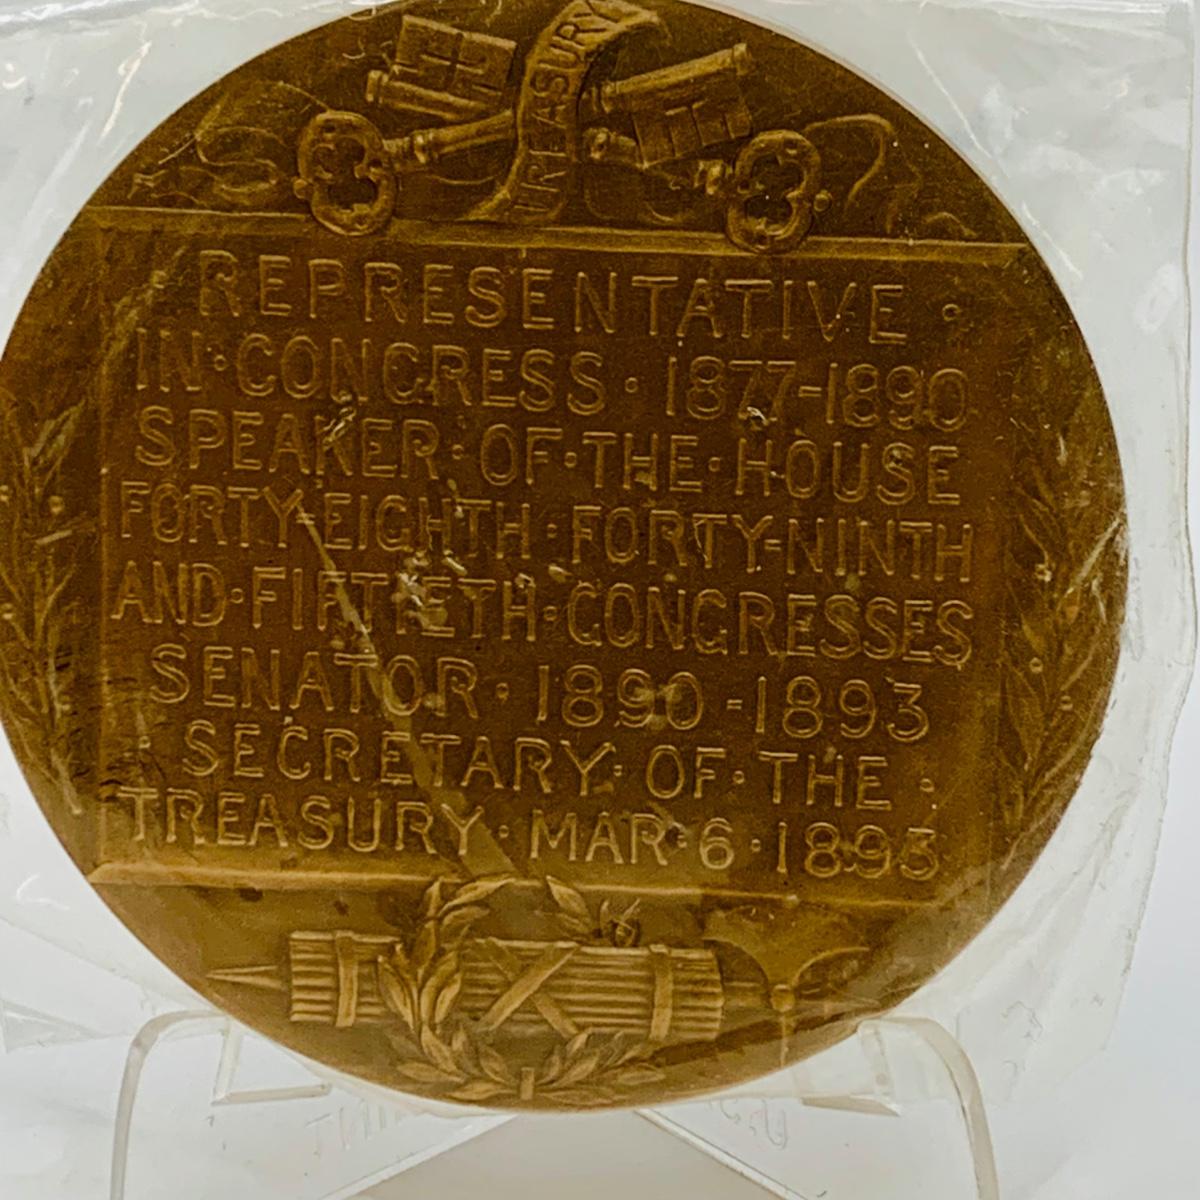 TREASURY
REPRESENTATIVE ·
IN · CONGRESS · 1877-1890
SPEAKER · OF · THE · HOUSE
FORTY-EIGHTH · FORTY-NINTH
AND · FIFTIETH · CONGRESSES
SENATOR · 1890 - 1893
SECRETARY · OF · THE ·
TREASURY · MAR · 6 · 1893